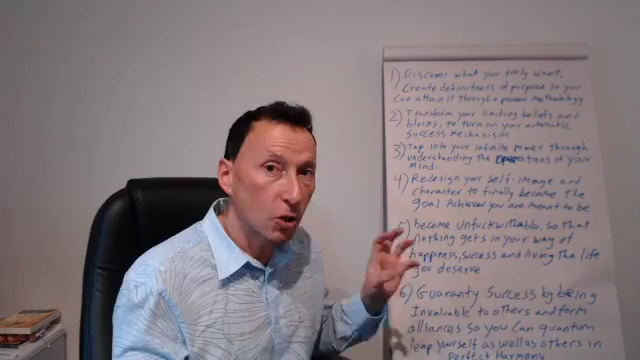 1) Discover what you truly want,
Create definiteness of purpose so you
can attain it through a proven methodology
2) Transform your limiting beliefs and
blocks, to turn on your automatic
success mechanism
3) Tap into your infinite power through
understanding the of your
mind.
4) Redesign your self-image and
character to finally become The
goal Achiever you are meant to be
5) become Unfuckwithable, so that
nothing gets in your way of
happiness, success and living the life
you deserve
6) Guaranty Success by being
Invaluable to others and form
alliances so you Can quantum
leap yourself as well as others in
Perfect Harmony